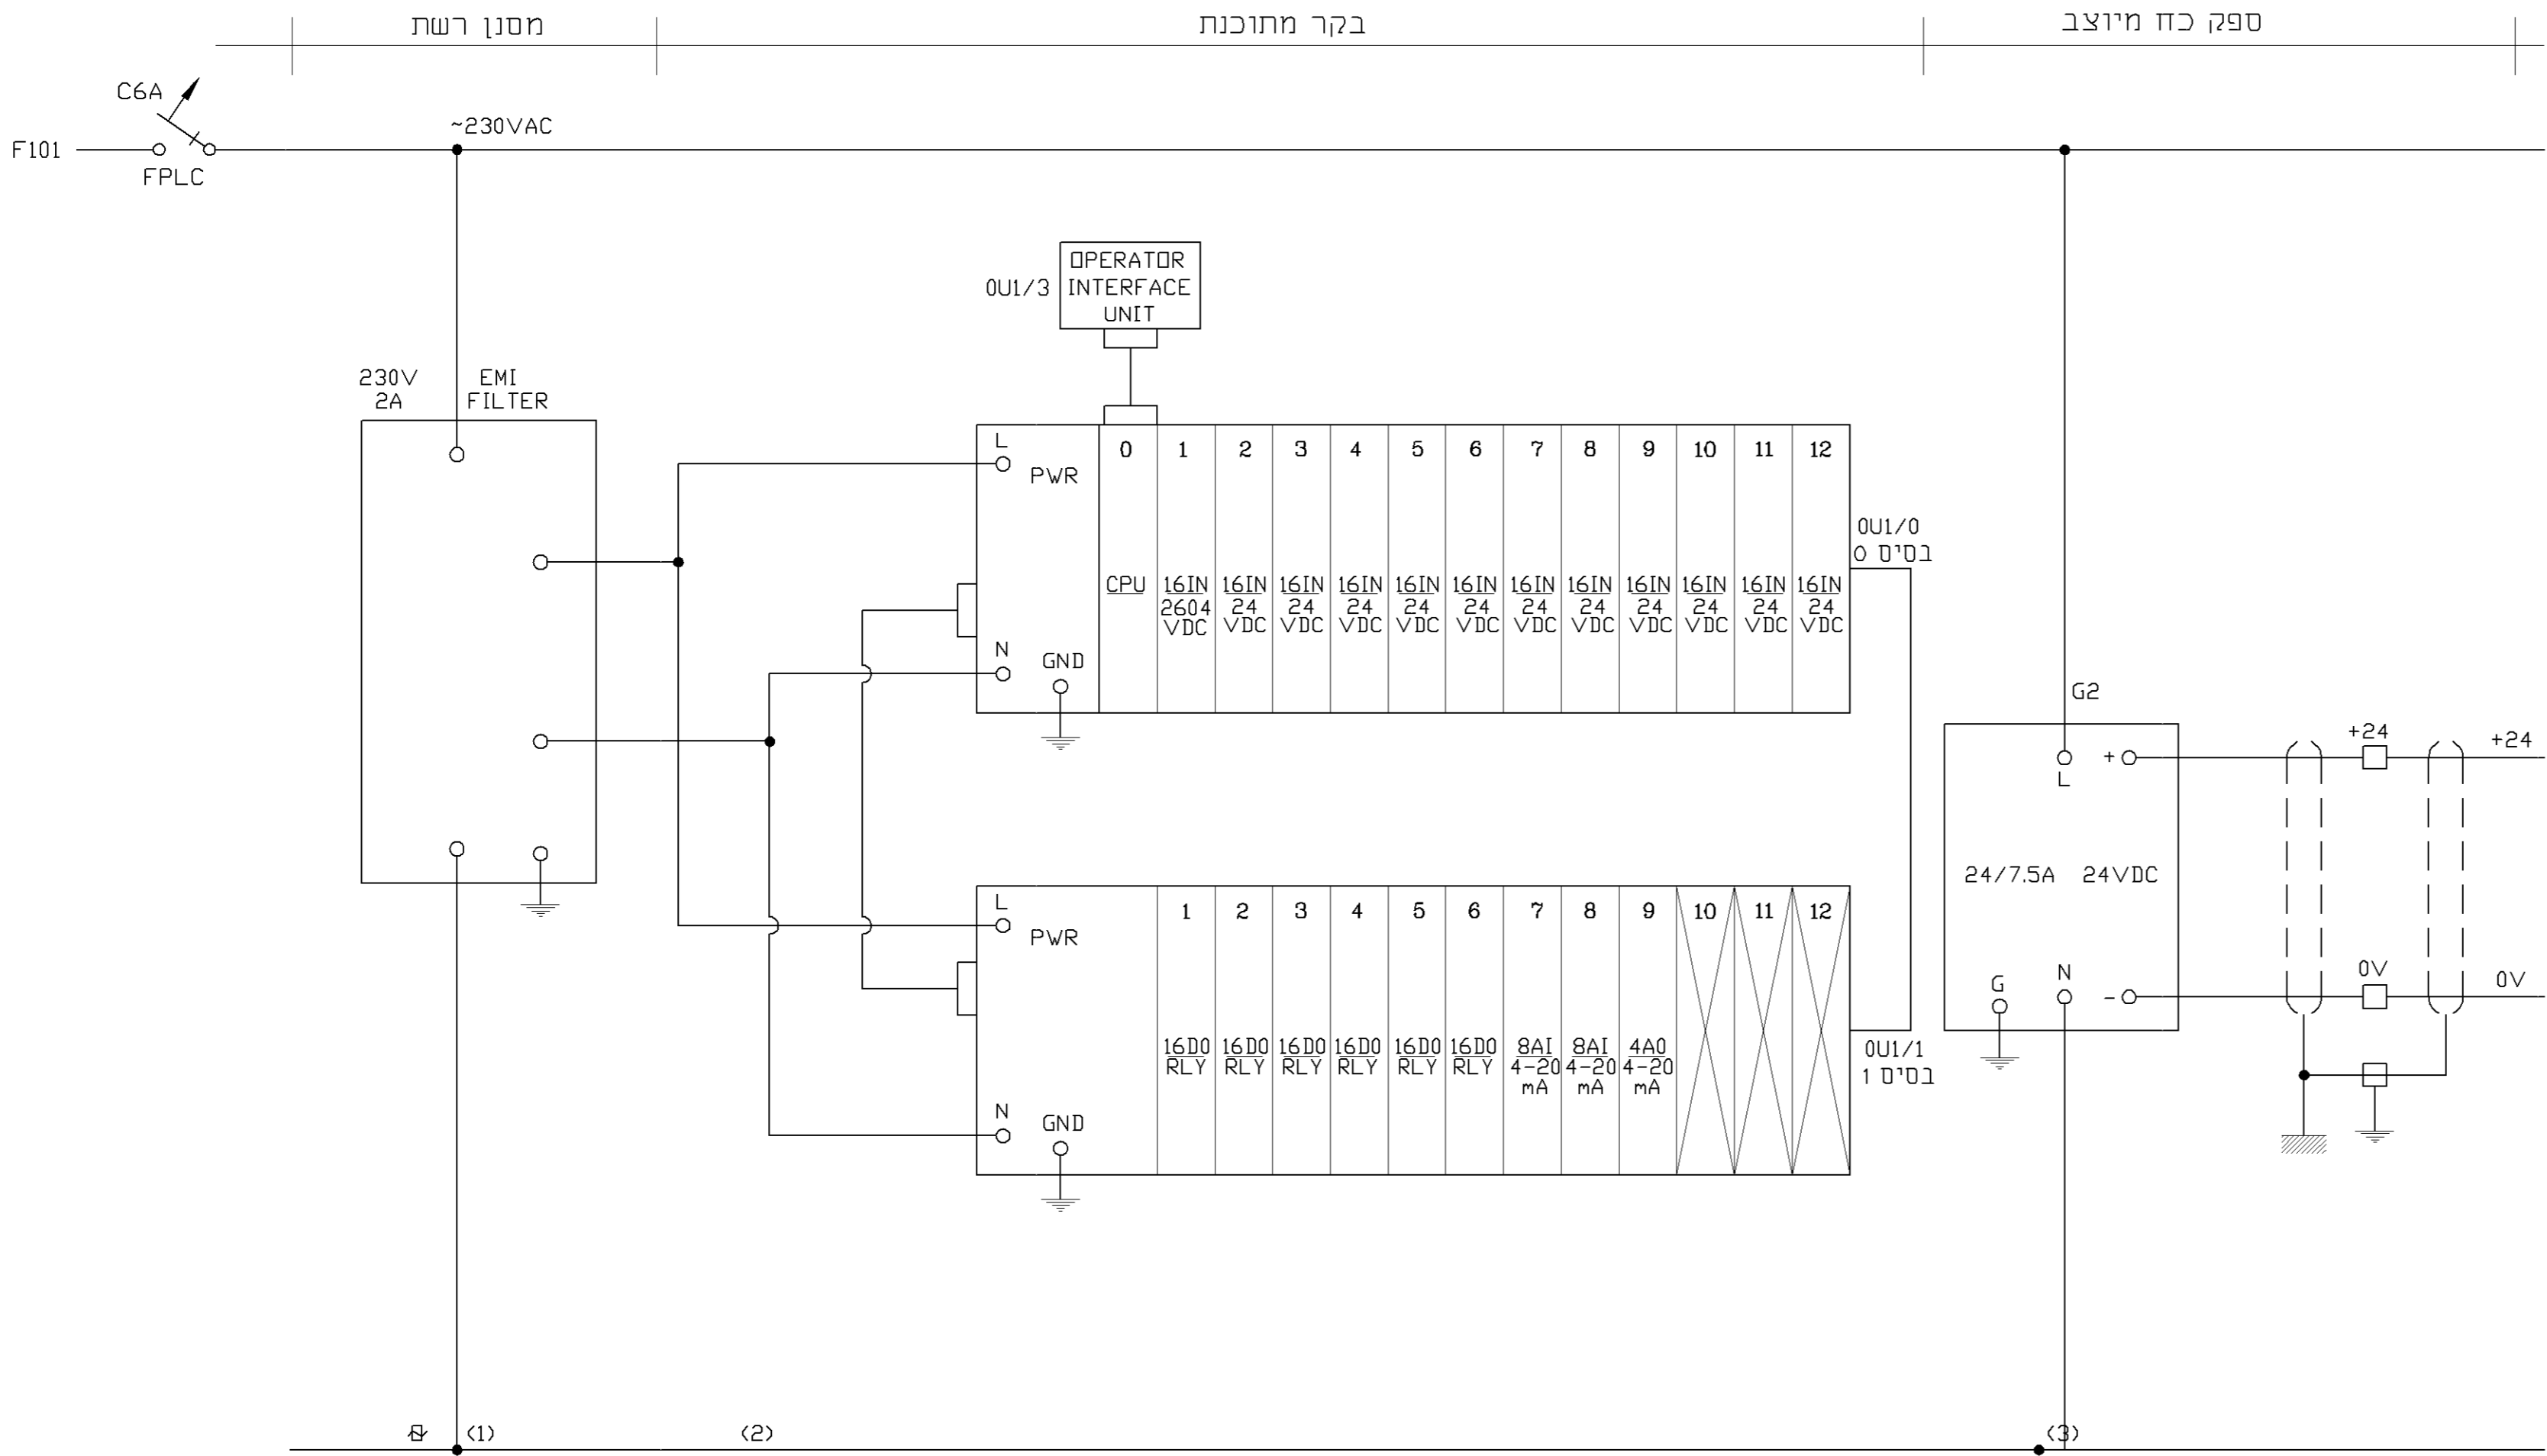 מסנן רשת
בקר מתוכנת
ספק כח מיוצב
C6A
~230VAC
F101
FPLC
OPERATOR
INTERFACE
UNIT
0U1/3
230V
2A
EMI
FILTER
L
PWR
0 1 2 3 4 5 6 7 8 9 10 11 12
0U1/0
בסיס 0
CPU 16IN 16IN 16IN 16IN 16IN 16IN 16IN 16IN 16IN 16IN 16IN 16IN
2604 24 24 24 24 24 24 24 24 24 24 24
VDC VDC VDC VDC VDC VDC VDC VDC VDC VDC VDC VDC
N
GND
G2
+24
+24
L
+
24/7.5A 24VDC
G
N
-
0V
0V
L
PWR
1 2 3 4 5 6 7 8 9 10 11 12
16DO 16DO 16DO 16DO 16DO 16DO 8AI 8AI 4AO
RLY RLY RLY RLY RLY RLY 4-20 4-20 4-20
mA mA mA
0U1/1
בסיס 1
N
GND
(1)
(2)
(3)